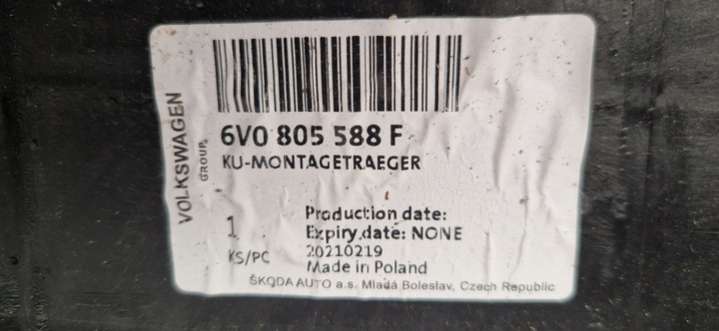 VOLKSWAGEN
GROUP
6V0 805 588 F
KU-MONTAGETRAEGER
1
KS/PC
Production date:
Expiry.date: NONE
20210219
Made in Poland
ŠKODA AUTO a.s. Mladá Boleslav, Czech Republic